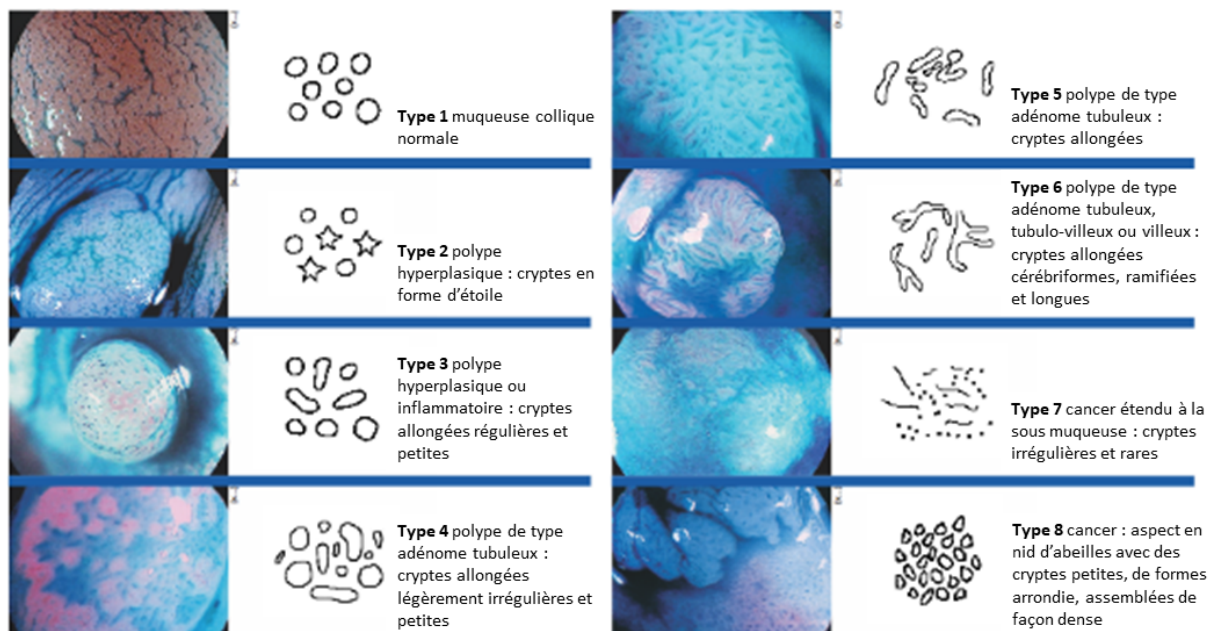 Type 1 muqueuse collique
normale
Type 2 polype
hyperplasique : cryptes en
forme d'étoile
Type 3 polype
hyperplasique ou
inflammatoire : cryptes
allongées régulières et
petites
Type 4 polype de type
adénome tubuleux :
cryptes allongées
légèrement irrégulières et
petites
Type 5 polype de type
adénome tubuleux :
cryptes allongées
Type 6 polype de type
adénome tubuleux,
tubulo-villeux ou villeux :
cryptes allongées
cérébriformes, ramifiées
et longues
Type 7 cancer étendu à la
sous muqueuse : cryptes
irrégulières et rares
Type 8 cancer : aspect en
nid d'abeilles avec des
cryptes petites, de formes
arrondie, assemblées de
façon dense